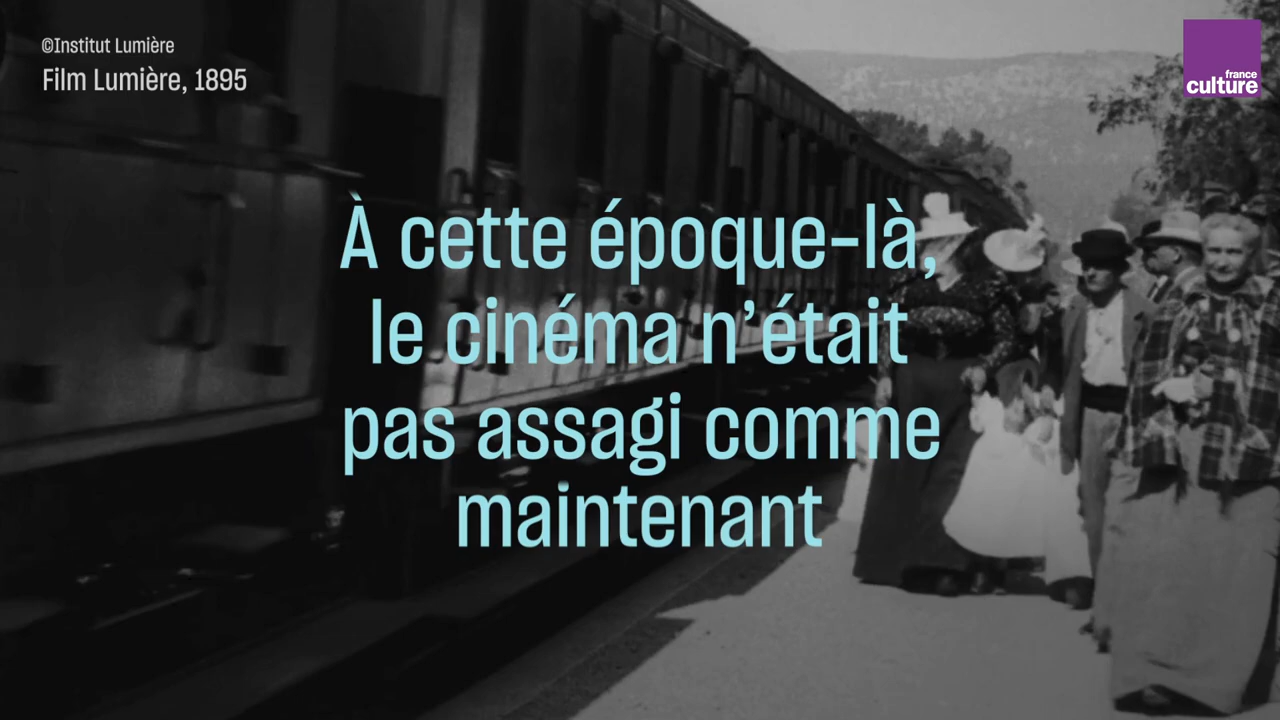 ©Institut Lumière
Film Lumière, 1895
france
culture
À cette époque-là,
le cinéma n’était
pas assagi comme
maintenant